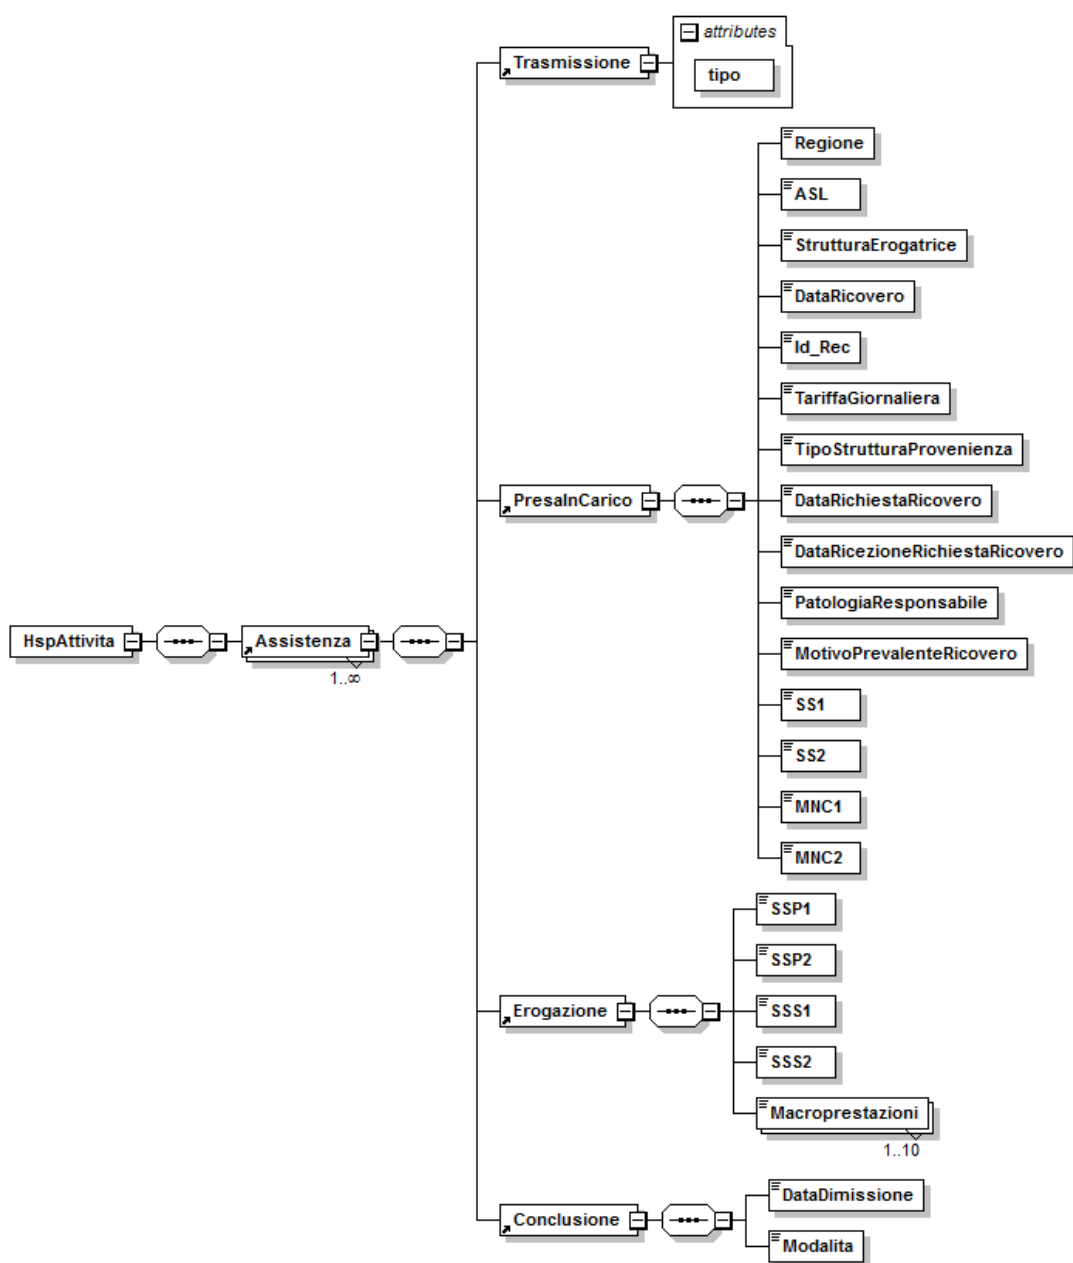 attributes
Trasmissione
tipo
Regione
ASL
StrutturaErogatrice
DataRicovero
Id_Rec
TariffaGiornaliera
TipoStrutturaProvenienza
PresaInCarico
DataRichiestaRicovero
DataRicezioneRichiestaRicovero
PatologiaResponsabile
HspAttivita
Assistenza
MotivoPrevalenteRicovero
1..∞
SS1
SS2
MNC1
MNC2
SSP1
SSP2
Erogazione
SSS1
SSS2
Macroprestazioni
1..10
DataDimissione
Conclusione
Modalita